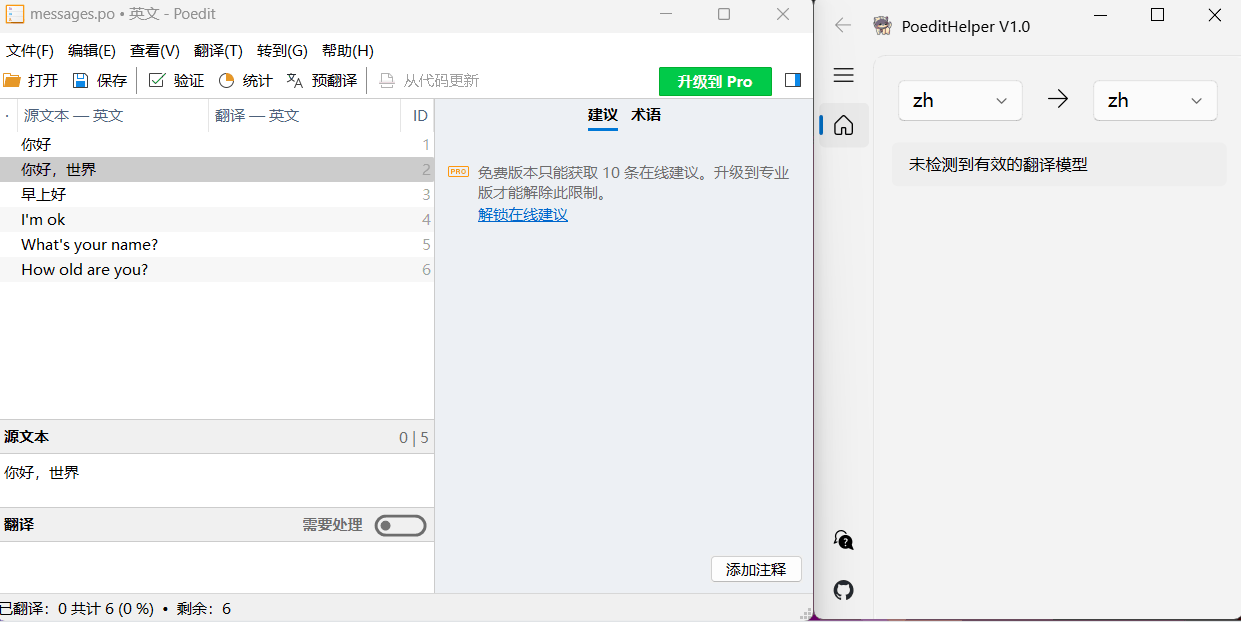 messages.po • 英文 - Poedit
文件(F) 编辑(E) 查看(V) 翻译(T) 转到(G) 帮助(H)
打开 保存 验证 统计 预翻译 从代码更新 升级到 Pro
· 源文本 — 英文 翻译 — 英文 ID
你好 1
你好，世界 2
早上好 3
I'm ok 4
What's your name? 5
How old are you? 6
源文本 0 | 5
你好，世界
翻译 需要处理
已翻译：0 共计 6 (0 %) • 剩余：6
建议 术语
PRO 免费版本只能获取 10 条在线建议。升级到专业
版才能解除此限制。
解锁在线建议
添加注释
PoeditHelper V1.0
zh zh
未检测到有效的翻译模型